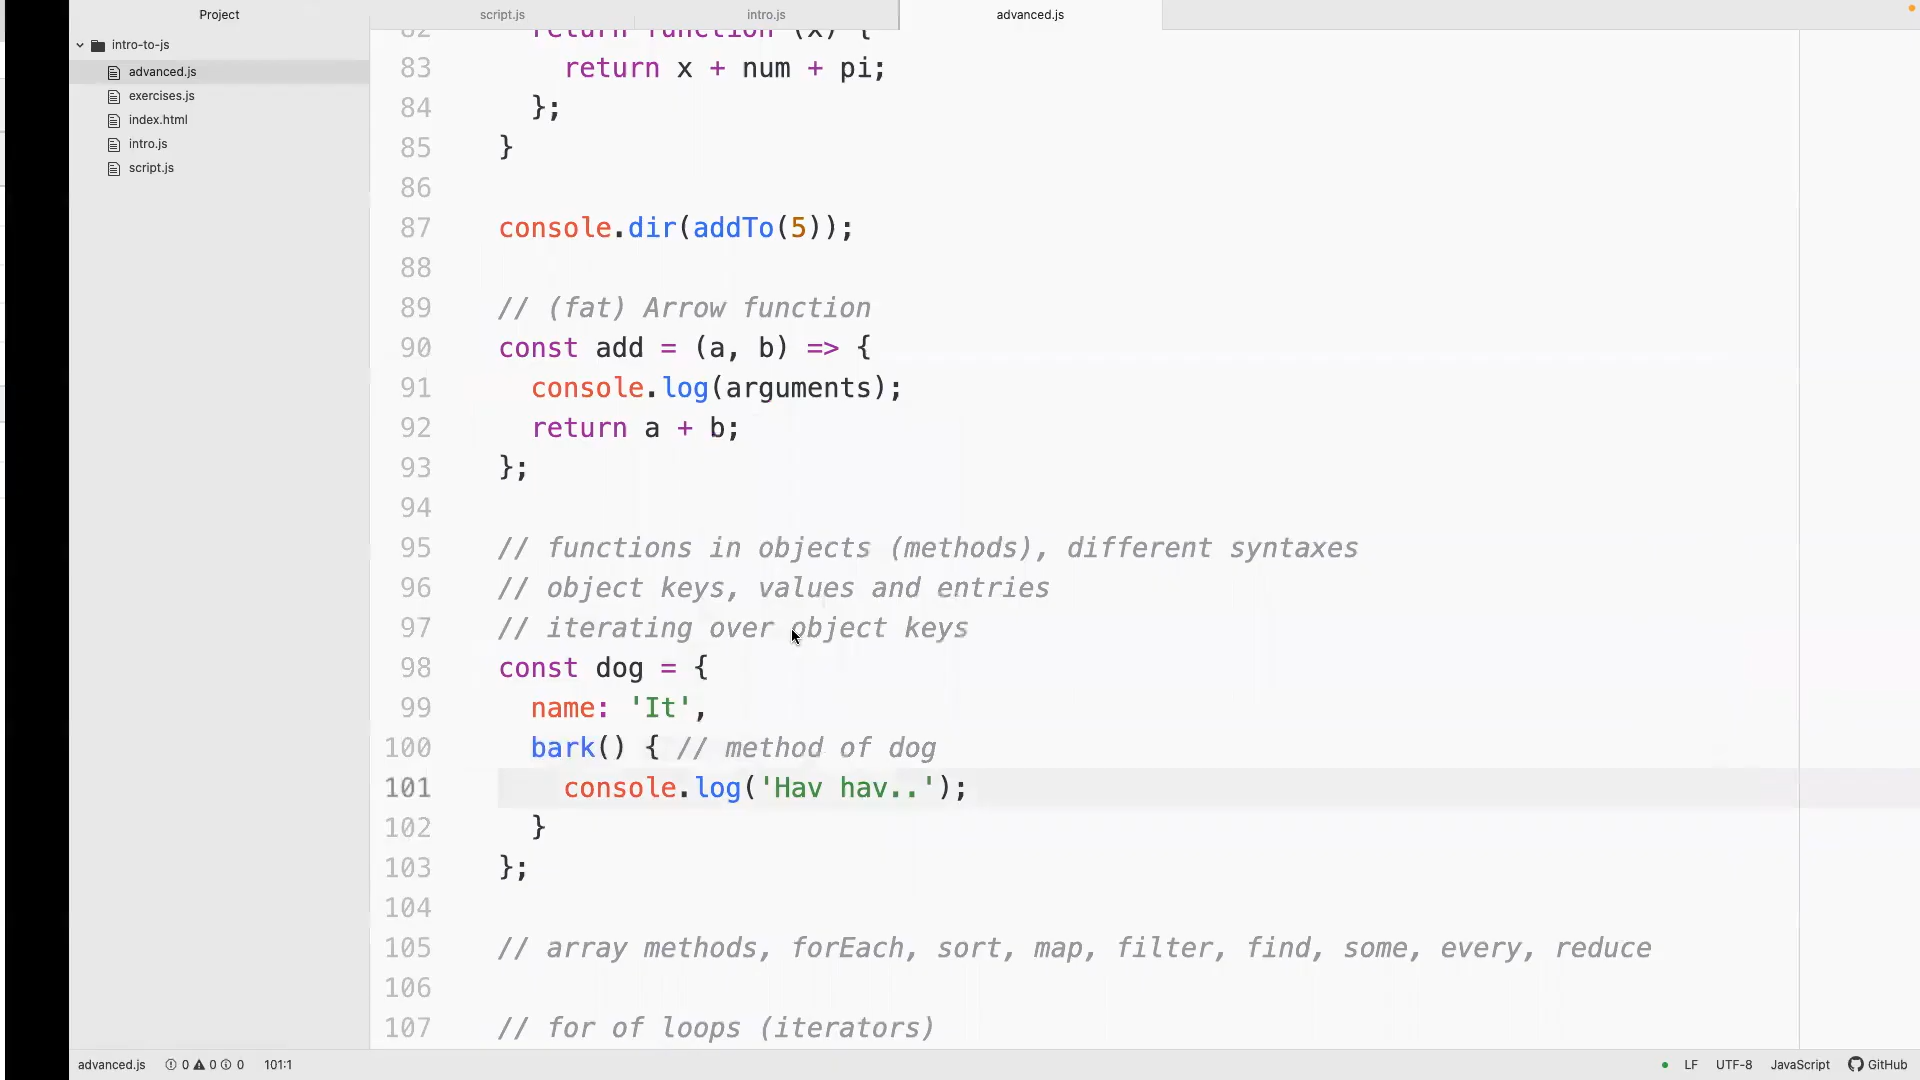 Project
script.js
intro.js
advanced.js
intro-to-js
advanced.js
exercises.js
index.html
intro.js
script.js
82 return function (x) {
83 return x + num + pi;
84 };
85 }
86
87 console.dir(addTo(5));
88
89 // (fat) Arrow function
90 const add = (a, b) => {
91 console.log(arguments);
92 return a + b;
93 };
94
95 // functions in objects (methods), different syntaxes
96 // object keys, values and entries
97 // iterating over object keys
98 const dog = {
99 name: 'It',
100 bark() { // method of dog
101 console.log('Hav hav..');
102 }
103 };
104
105 // array methods, forEach, sort, map, filter, find, some, every, reduce
106
107 // for of loops (iterators)
advanced.js 0 0 0 101:1 LF UTF-8 JavaScript GitHub